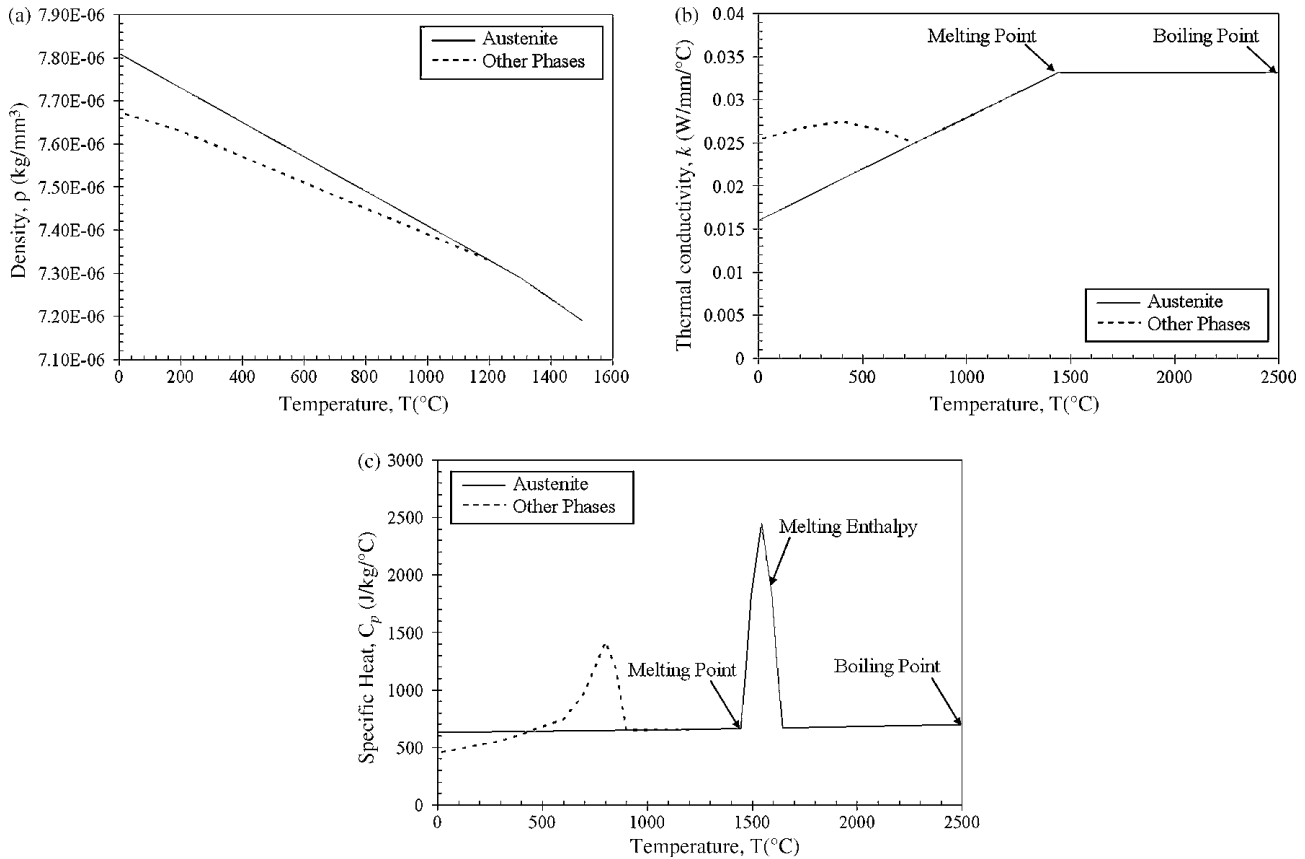 (a)
7.90E-06
7.80E-06
7.70E-06
7.60E-06
7.50E-06
7.40E-06
7.30E-06
7.20E-06
7.10E-06
Density, ρ (kg/mm³)
Austenite
Other Phases
0 200 400 600 800 1000 1200 1400 1600
Temperature, T(°C)
(b)
0.04
0.035
0.03
0.025
0.02
0.015
0.01
0.005
0
Thermal conductivity, k (W/mm/°C)
Melting Point
Boiling Point
Austenite
Other Phases
0 500 1000 1500 2000 2500
Temperature, T(°C)
(c)
3000
2500
2000
1500
1000
500
0
Specific Heat, Cp (J/kg/°C)
Austenite
Other Phases
Melting Enthalpy
Melting Point
Boiling Point
0 500 1000 1500 2000 2500
Temperature, T(°C)